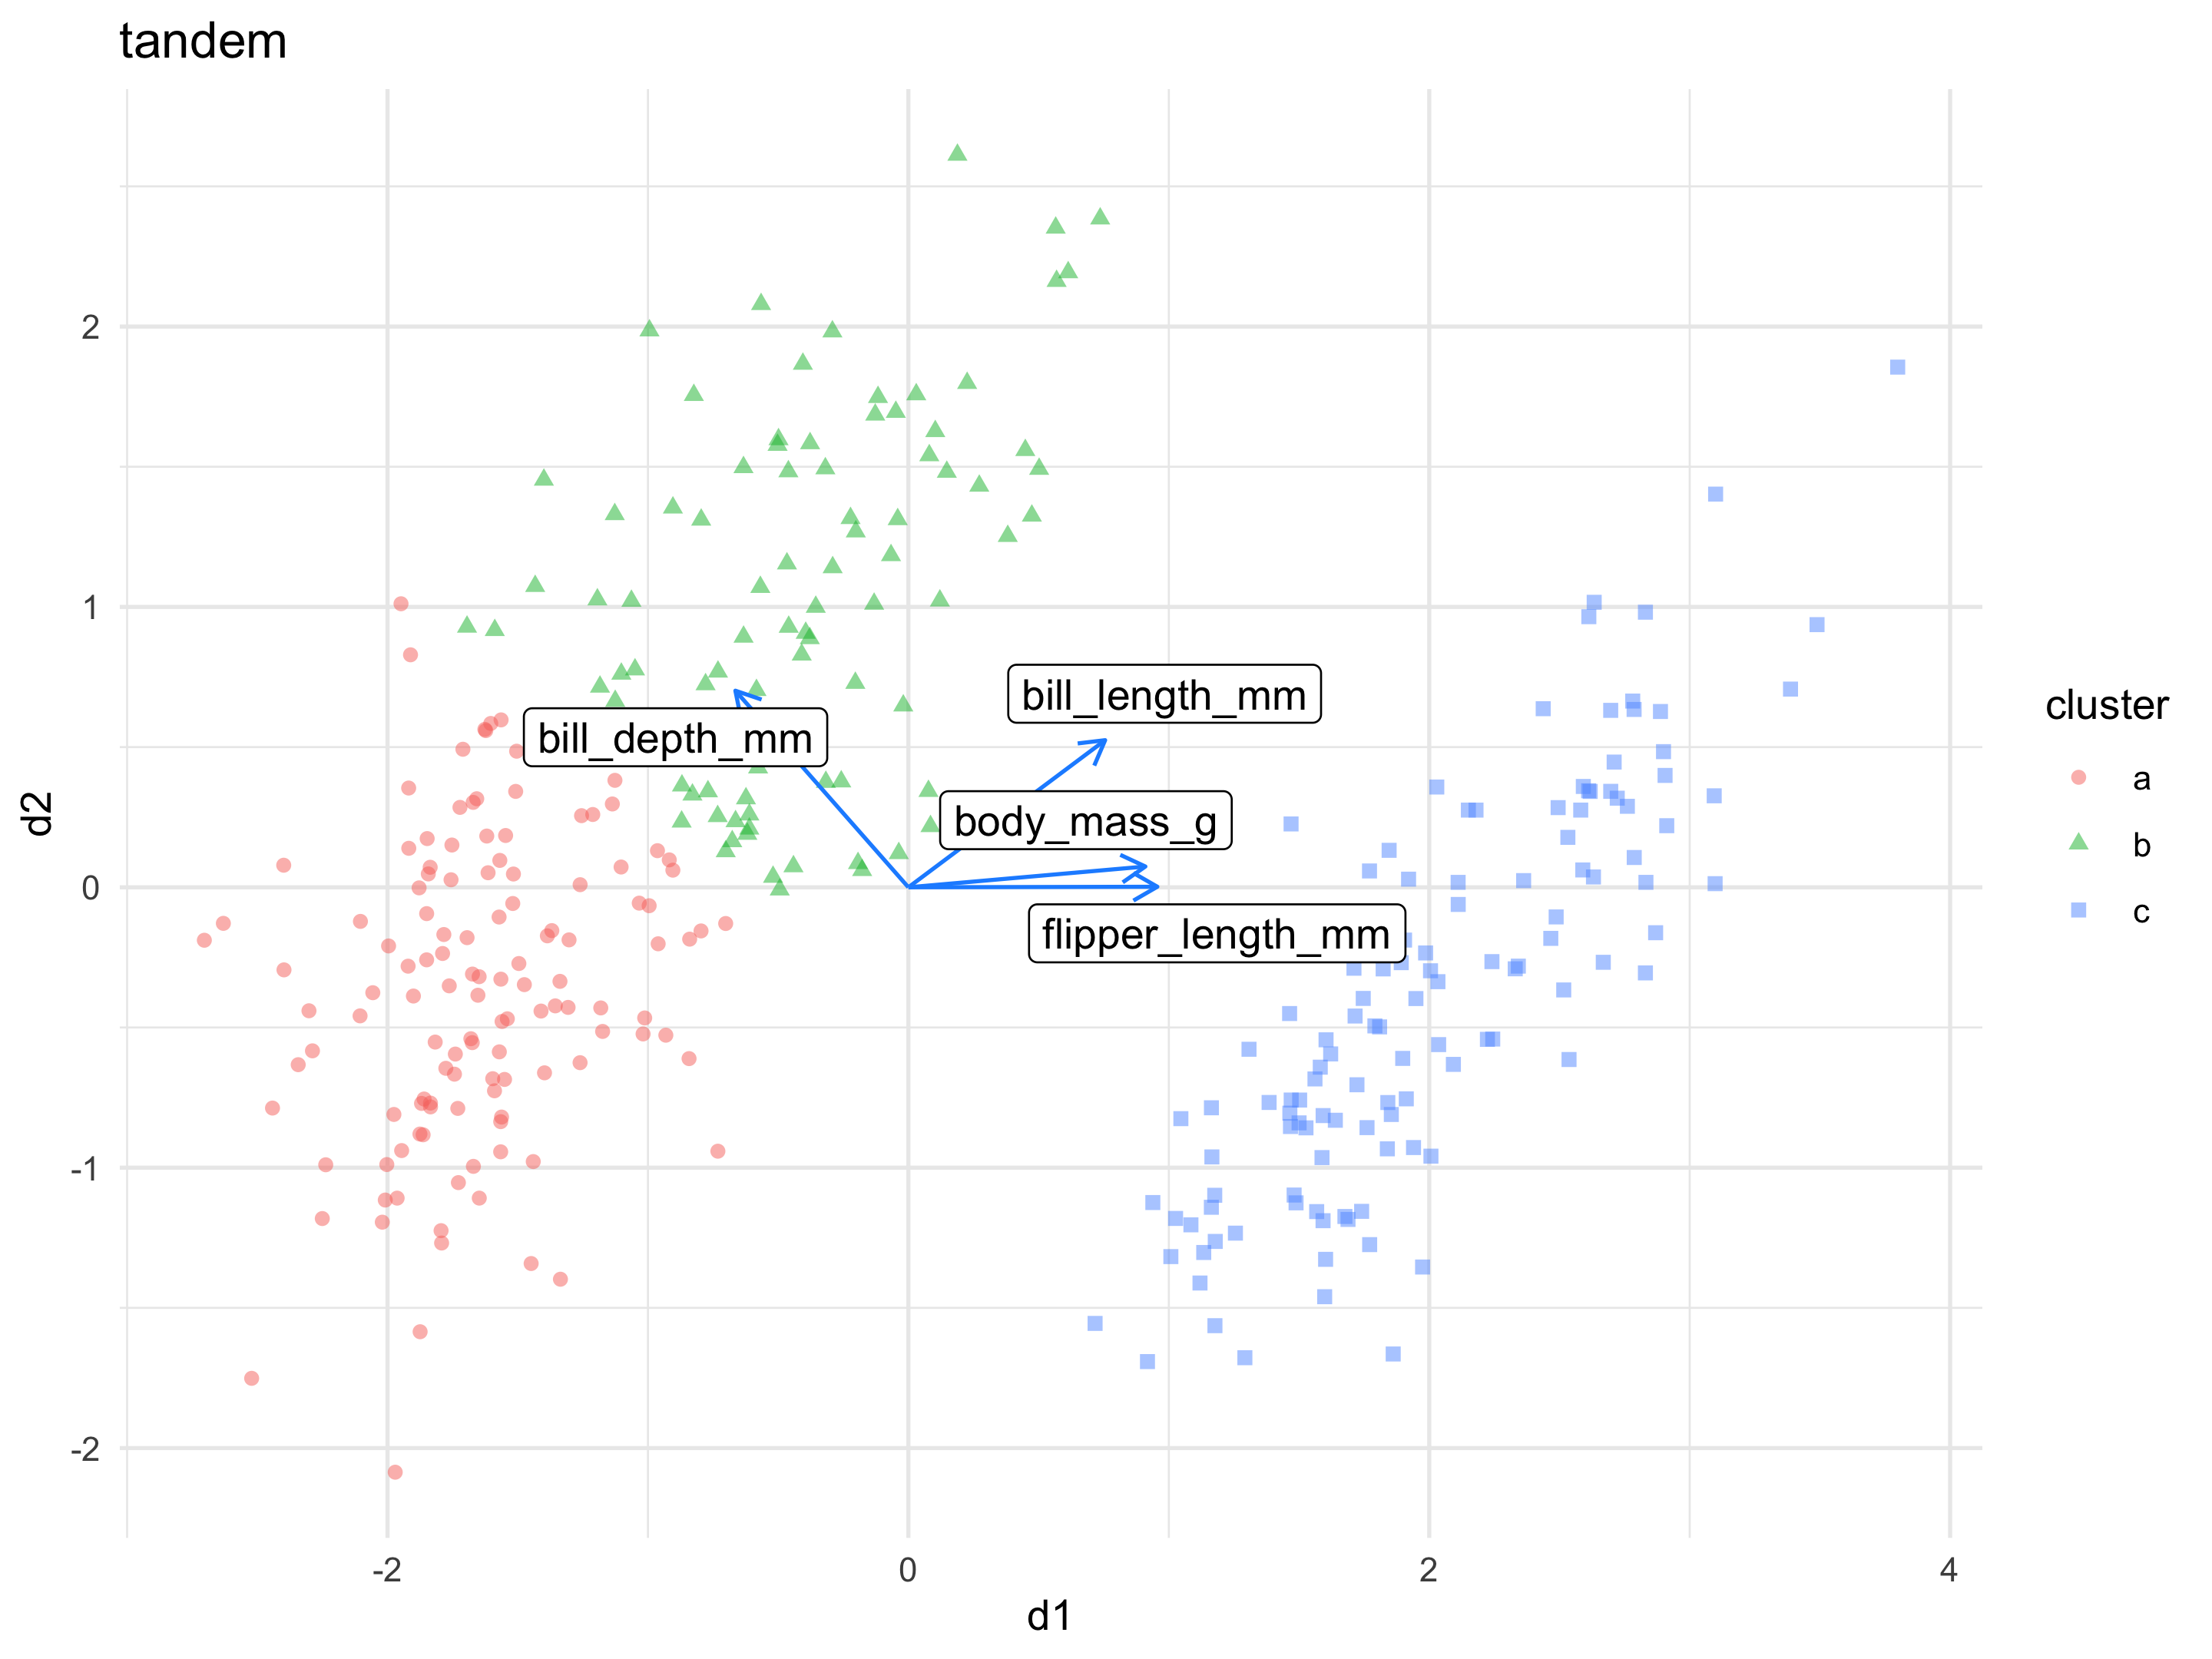 tandem
2
1
0
-1
-2
d2
bill_length_mm
bill_depth_mm
body_mass_g
flipper_length_mm
cluster
a
b
c
-2
0
2
4
d1